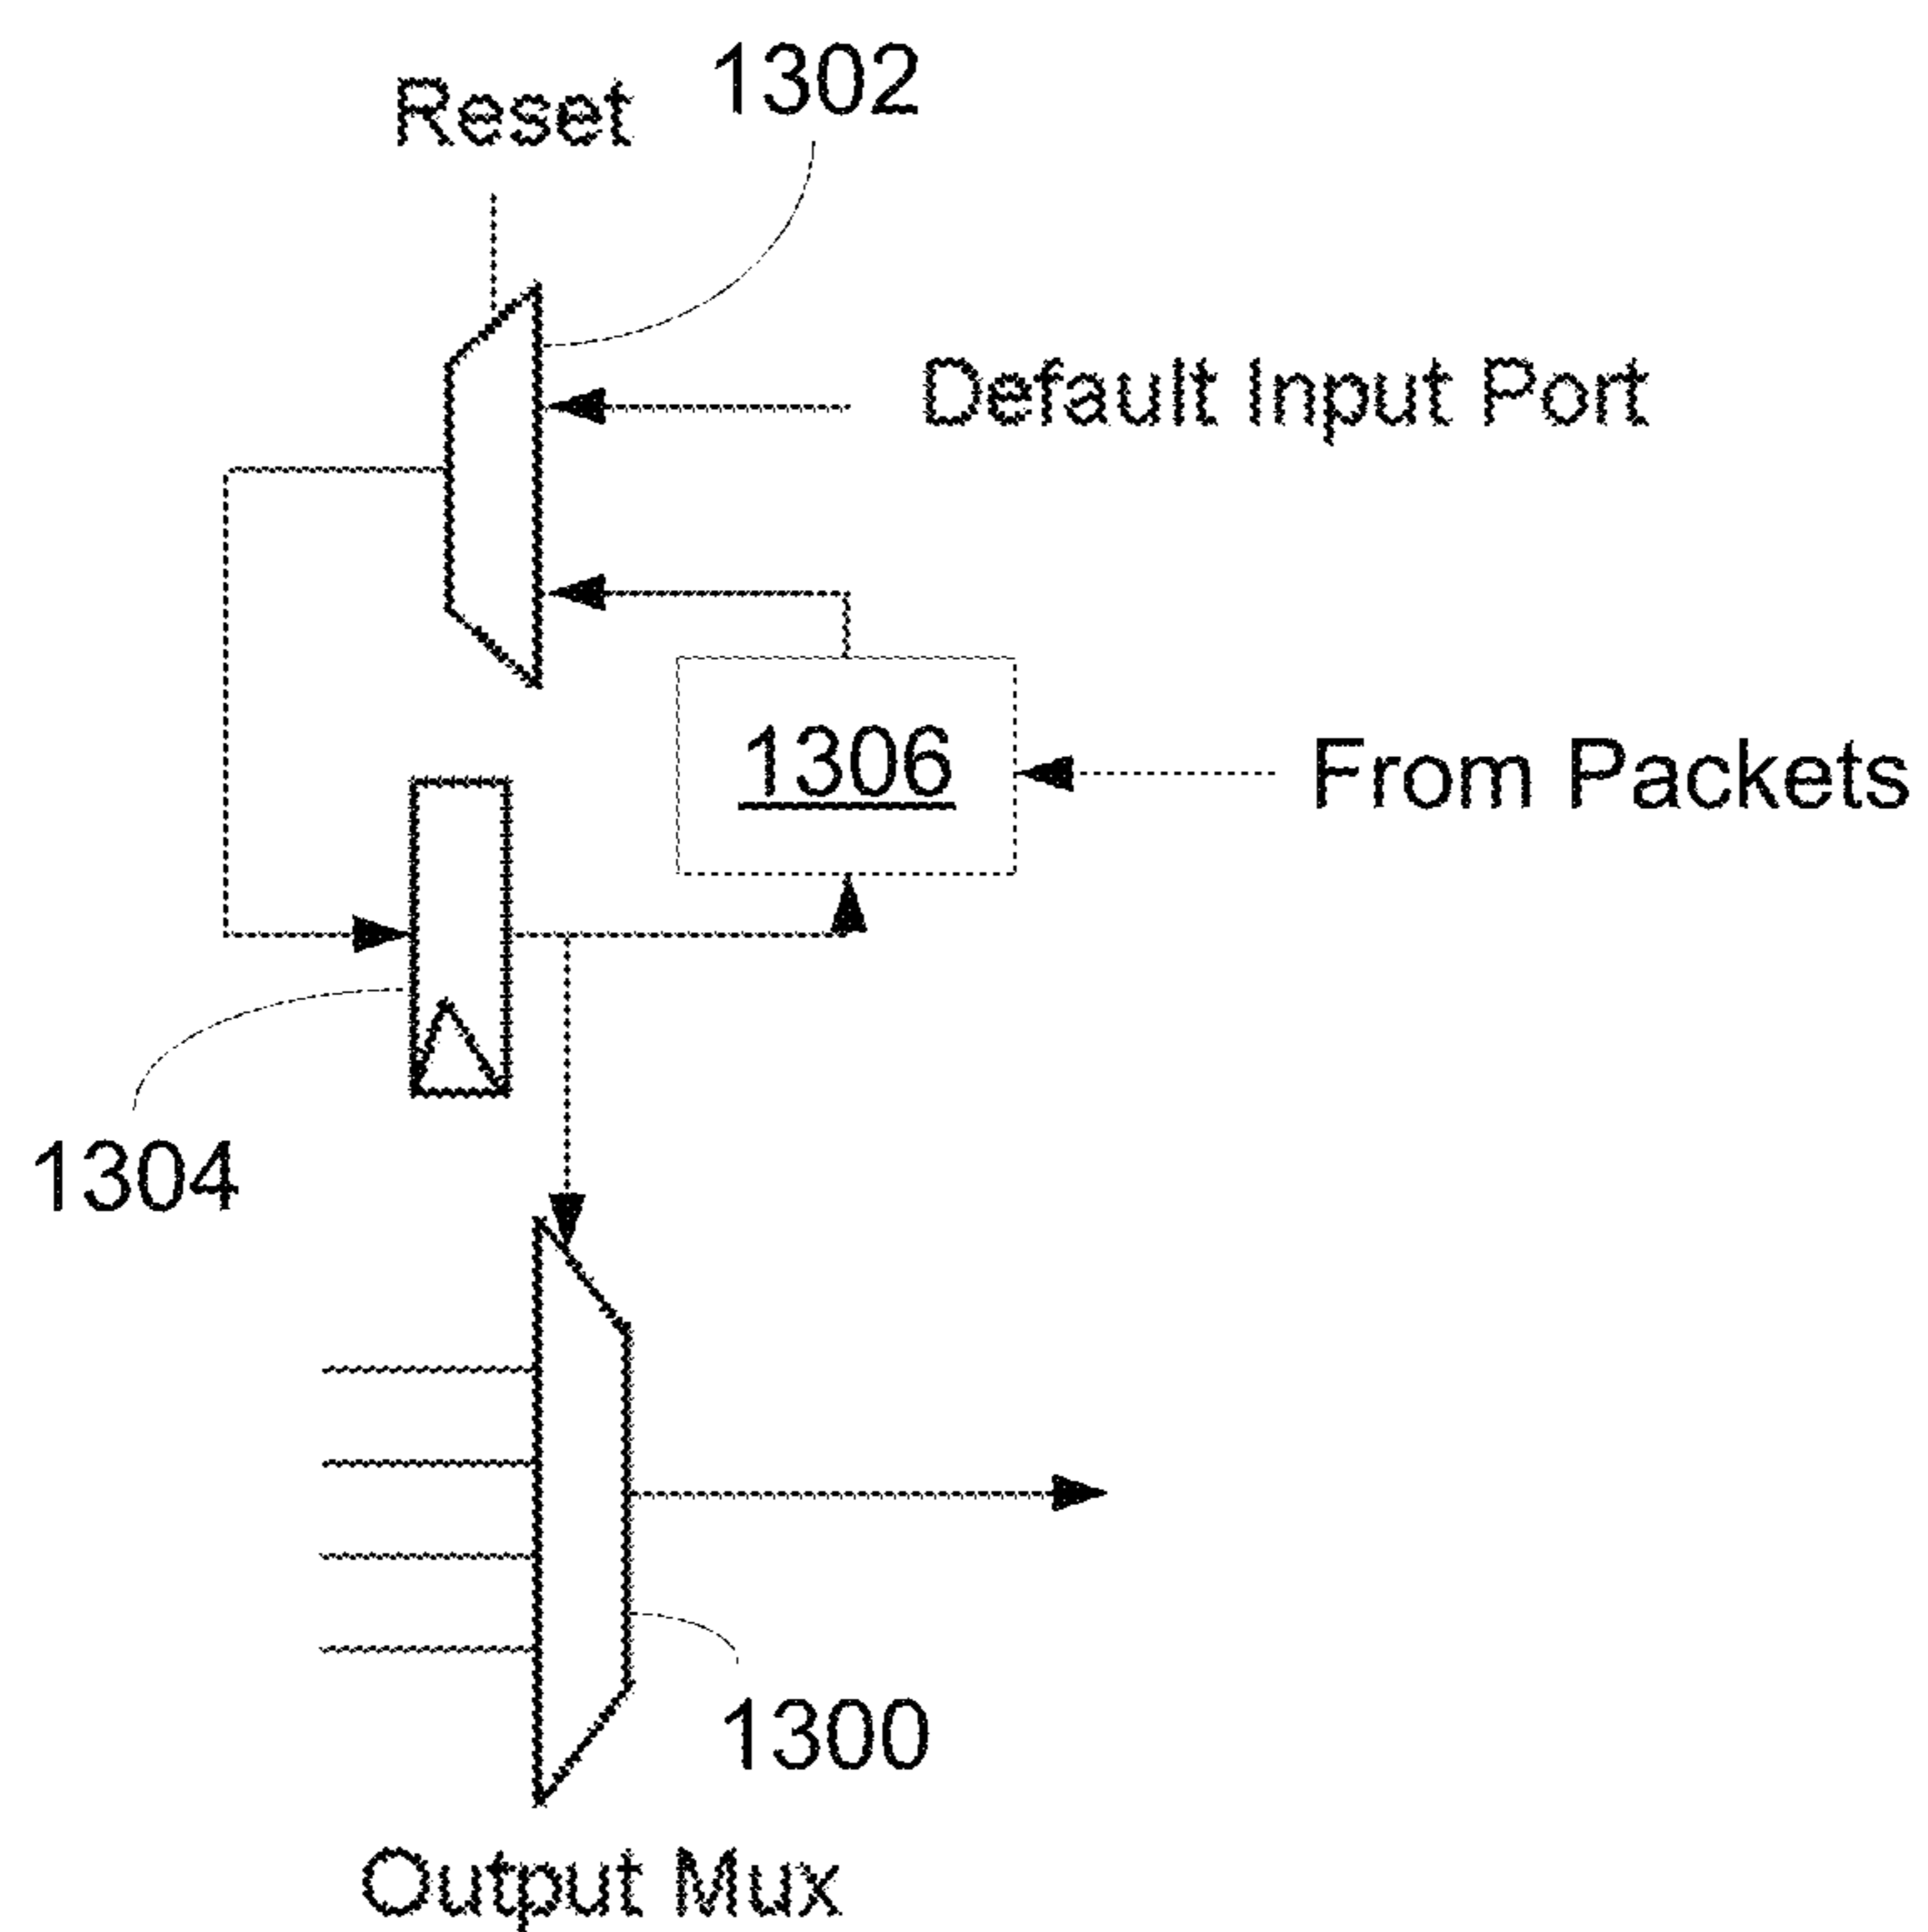 Reset
1302
Default Input Port
1306
From Packets
1304
1300
Output Mux